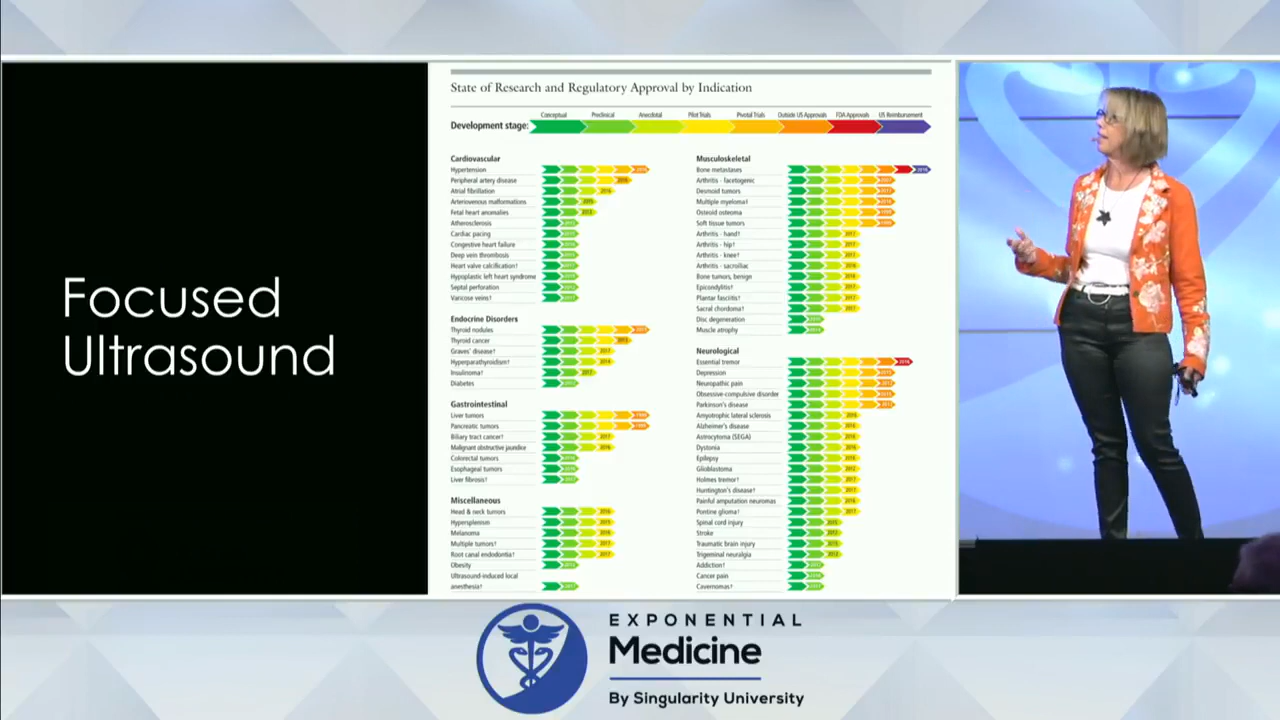 Focused
Ultrasound
State of Research and Regulatory Approval by Indication
Conceptual Preclinical Anecdotal Pilot Trials Pivotal Trials Outside US Approvals FDA Approvals US Reimbursement
Development stage:
Cardiovascular
Hypertension
Peripheral artery disease
Atrial fibrillation
Arteriovenous malformations
Fetal heart anomalies
Atherosclerosis
Cardiac pacing
Congestive heart failure
Deep vein thrombosis
Heart valve calcification†
Hypoplastic left heart syndrome
Septal perforation
Varicose veins†
Endocrine Disorders
Thyroid nodules
Thyroid cancer
Graves' disease†
Hyperparathyroidism†
Insulinoma†
Diabetes
Gastrointestinal
Liver tumors
Pancreatic tumors
Biliary tract cancer†
Malignant obstructive jaundice
Colorectal tumors
Esophageal tumors
Liver fibrosis†
Miscellaneous
Head & neck tumors
Hypersplenism
Melanoma
Multiple tumors†
Root canal endodontia†
Obesity
Ultrasound-induced local
anesthesia†
Musculoskeletal
Bone metastases
Arthritis - facetogenic
Desmoid tumors
Multiple myeloma†
Osteoid osteoma
Soft tissue tumors
Arthritis - hand†
Arthritis - hip†
Arthritis - knee†
Arthritis - sacroiliac
Bone tumors, benign
Epicondylitis†
Plantar fasciitis†
Sacral chordoma†
Disc degeneration
Muscle atrophy
Neurological
Essential tremor
Depression
Neuropathic pain
Obsessive-compulsive disorder
Parkinson's disease
Amyotrophic lateral sclerosis
Alzheimer's disease
Astrocytoma (SEGA)
Dystonia
Epilepsy
Glioblastoma
Holmes tremor†
Huntington's disease†
Painful amputation neuromas
Pontine glioma†
Spinal cord injury
Stroke
Traumatic brain injury
Trigeminal neuralgia
Addiction†
Cancer pain
Cavernomas†
EXPONENTIAL
Medicine
By Singularity University